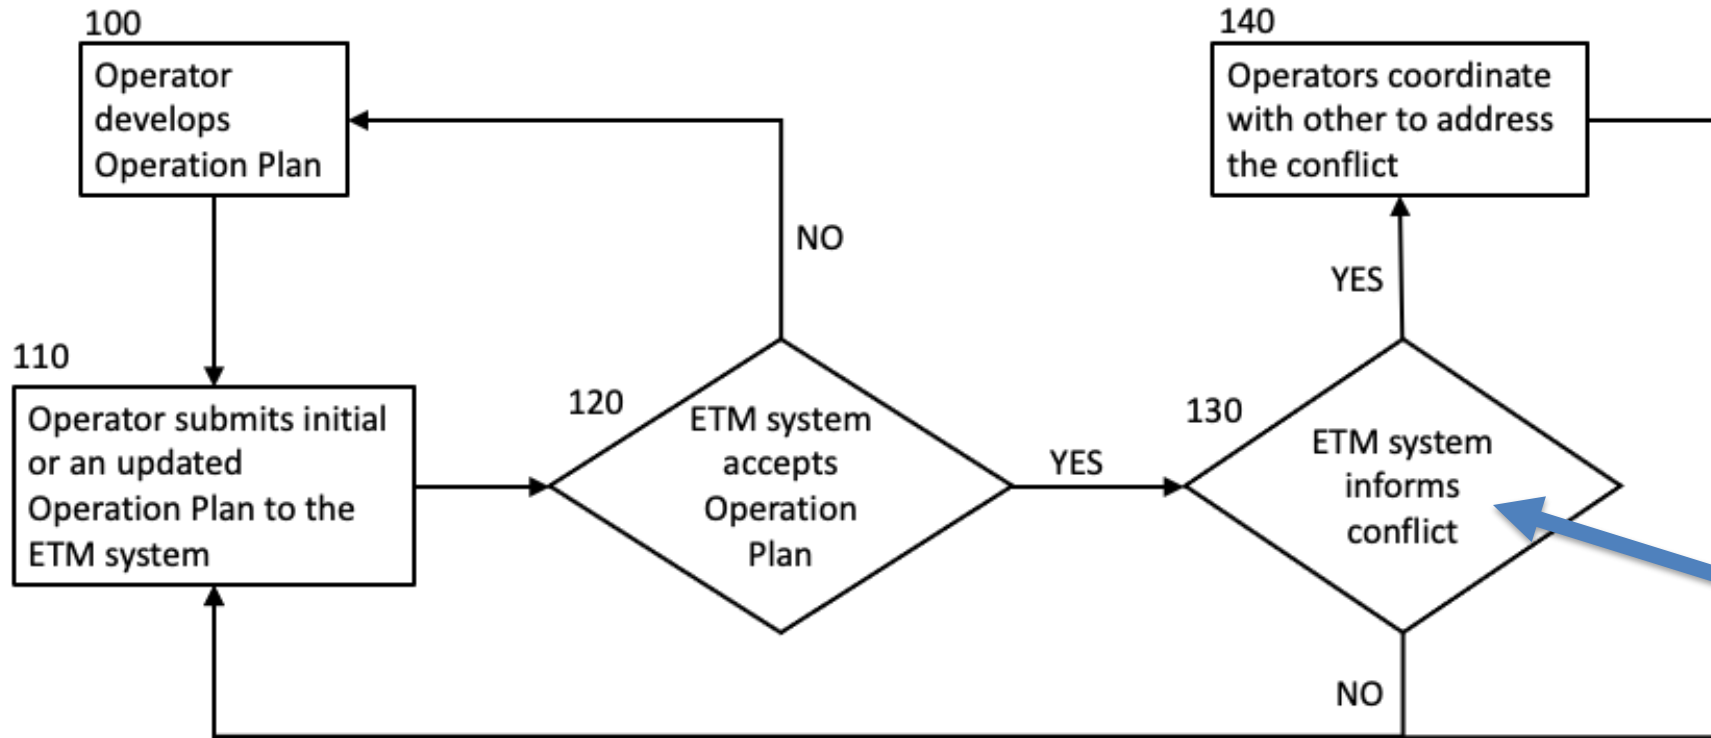 100
Operator
develops
Operation Plan
140
Operators coordinate
with other to address
the conflict
NO
YES
110
Operator submits initial
or an updated
Operation Plan to the
ETM system
120
ETM system
accepts
Operation
Plan
YES
130
ETM system
informs
conflict
NO